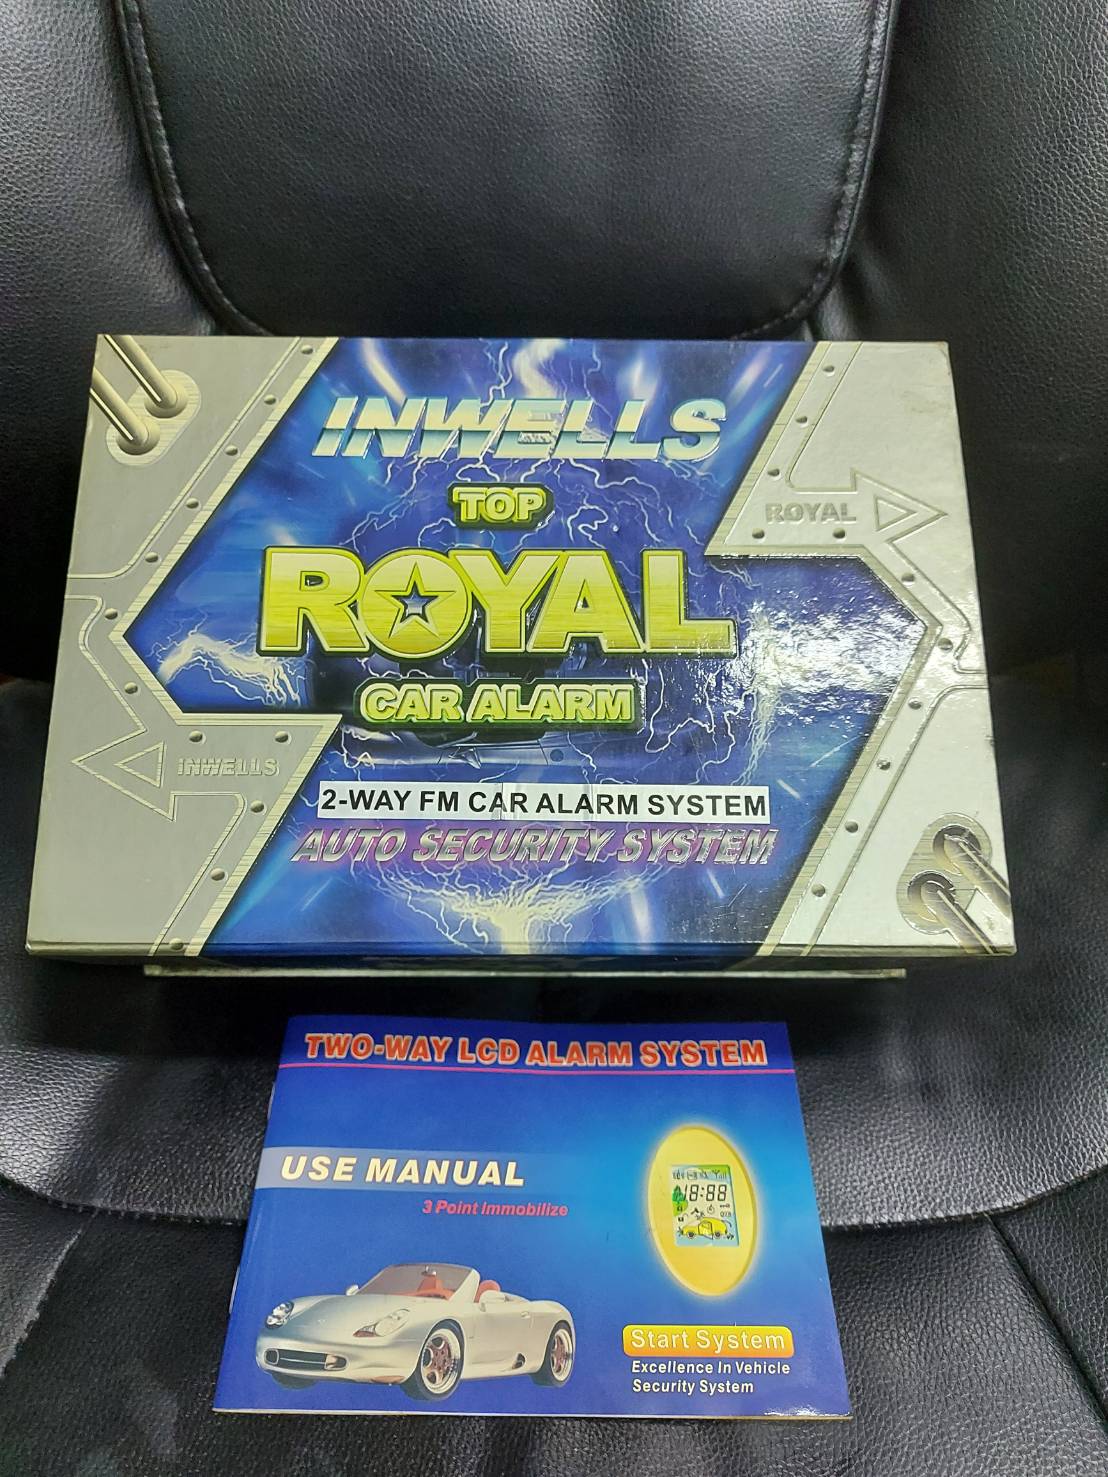 INWELLS
TOP
ROYAL
ROYAL
CAR ALARM
INWELLS
2-WAY FM CAR ALARM SYSTEM
AUTO SECURITY SYSTEM
TWO-WAY LCD ALARM SYSTEM
USE MANUAL
3 Point Immobilize
18:88
Start System
Excellence In Vehicle
Security System